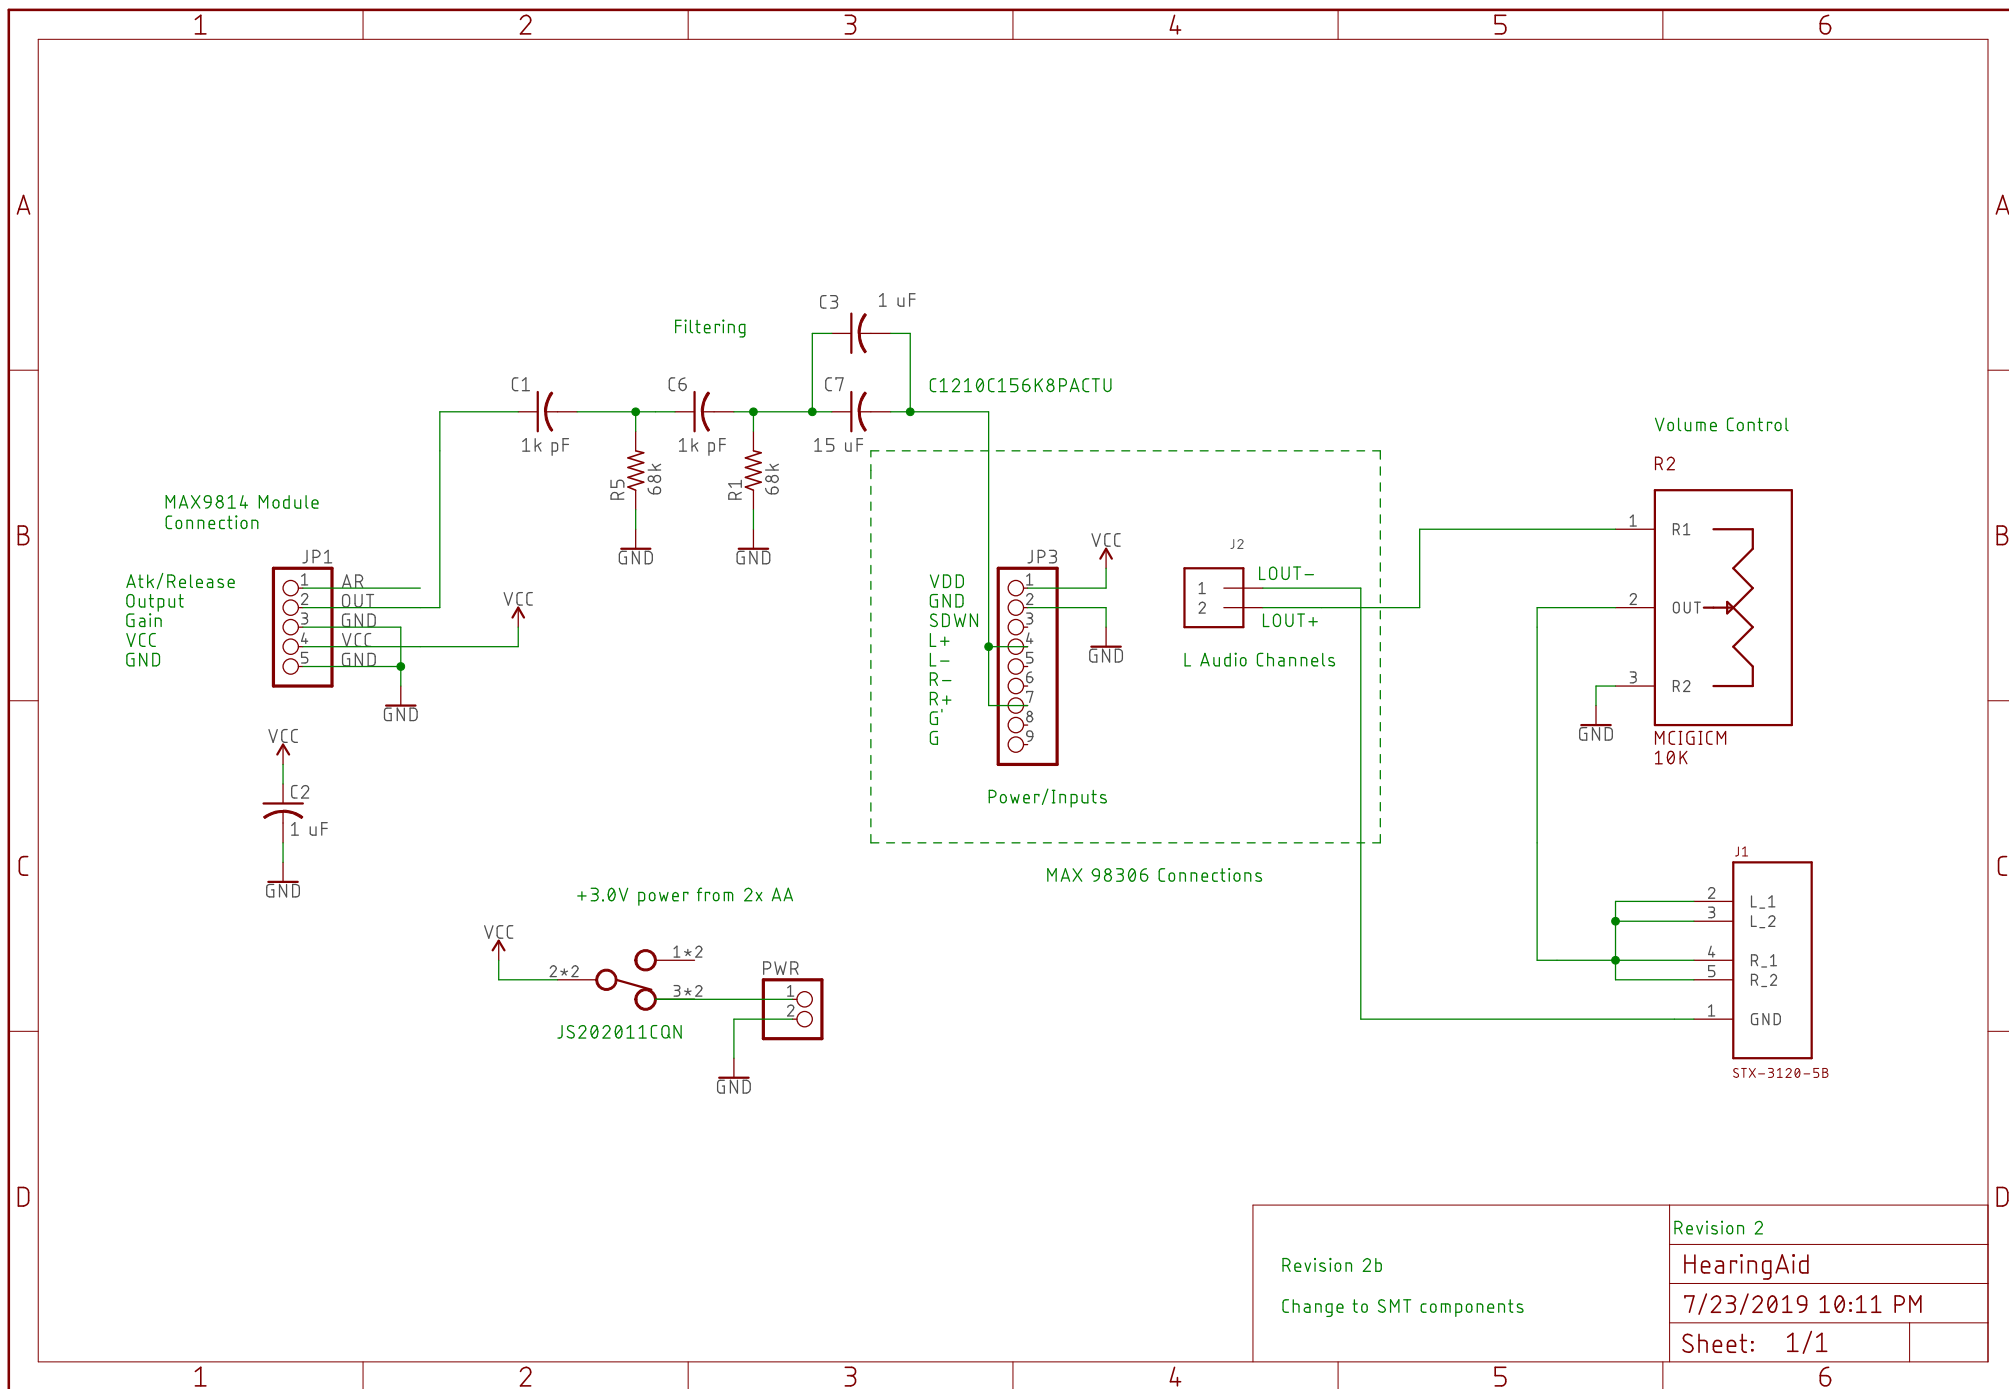 1 2 3 4 5 6
A A
C3 1 uF
Filtering
C1 C6 C7 C1210C156K8PACTU
1k pF 1k pF 15 uF
R5 68k R1 68k
GND GND
Volume Control
R2
1 R1
2 OUT
3 R2
GND
MCIGICM
10K
B B
MAX9814 Module
Connection
JP1
Atk/Release 1 AR
Output 2 OUT
Gain 3 GND
VCC 4 VCC
GND 5 GND
VCC
GND
JP3
VCC
VDD 1
GND 2
SDWN 3
L+ 4
L- 5
R- 6
R+ 7
G' 8
G 9
GND
Power/Inputs
J2
1 LOUT-
2 LOUT+
L Audio Channels
MAX 98306 Connections
VCC
C2
1 uF
GND
C C
+3.0V power from 2x AA
VCC
1*2
2*2
3*2
JS202011CQN
PWR
1
2
GND
J1
2 L_1
3 L_2
4 R_1
5 R_2
1 GND
STX-3120-5B
D D
Revision 2b
Change to SMT components
Revision 2
HearingAid
7/23/2019 10:11 PM
Sheet: 1/1
1 2 3 4 5 6